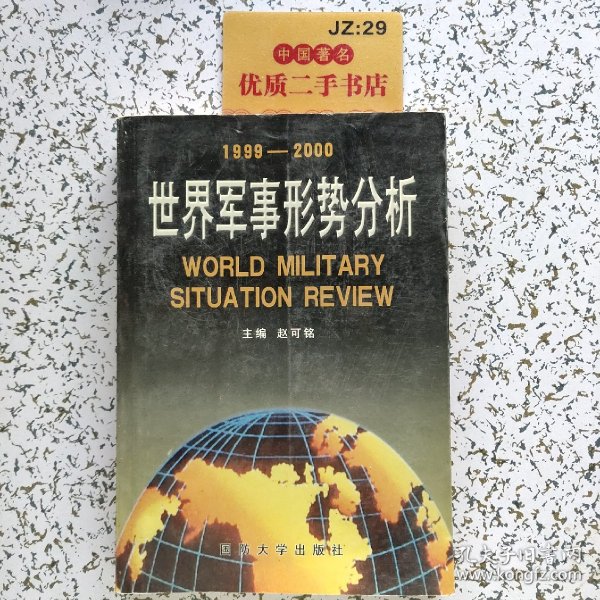 JZ:29
中国著名
优质二手书店
1999—2000
世界军事形势分析
WORLD MILITARY
SITUATION REVIEW
主编 赵可铭
国防大学出版社
孔夫子旧书网
www.kongfz.com